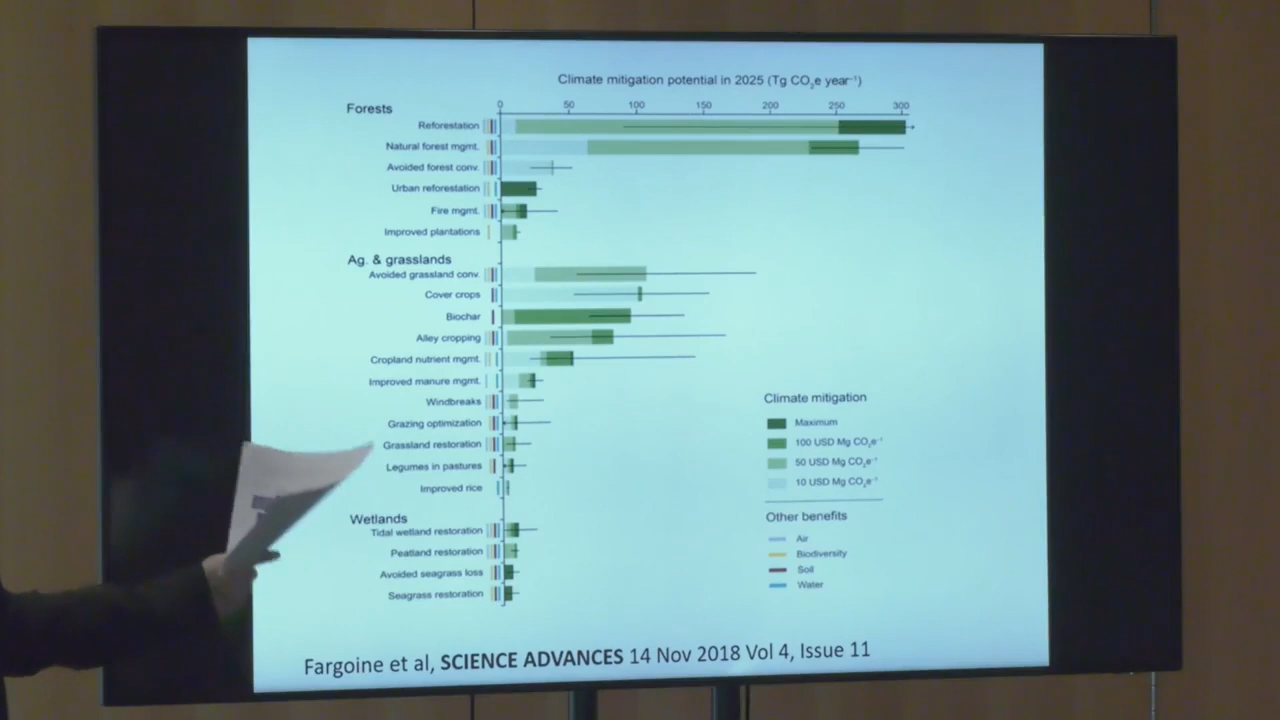 Climate mitigation potential in 2025 (Tg CO₂e year⁻¹)
0 50 100 150 200 250 300
Forests
Reforestation
Natural forest mgmt.
Avoided forest conv.
Urban reforestation
Fire mgmt.
Improved plantations
Ag. & grasslands
Avoided grassland conv.
Cover crops
Biochar
Alley cropping
Cropland nutrient mgmt.
Improved manure mgmt.
Windbreaks
Grazing optimization
Grassland restoration
Legumes in pastures
Improved rice
Wetlands
Tidal wetland restoration
Peatland restoration
Avoided seagrass loss
Seagrass restoration
Climate mitigation
Maximum
100 USD Mg CO₂e⁻¹
50 USD Mg CO₂e⁻¹
10 USD Mg CO₂e⁻¹
Other benefits
Air
Biodiversity
Soil
Water
Fargoine et al, SCIENCE ADVANCES 14 Nov 2018 Vol 4, Issue 11